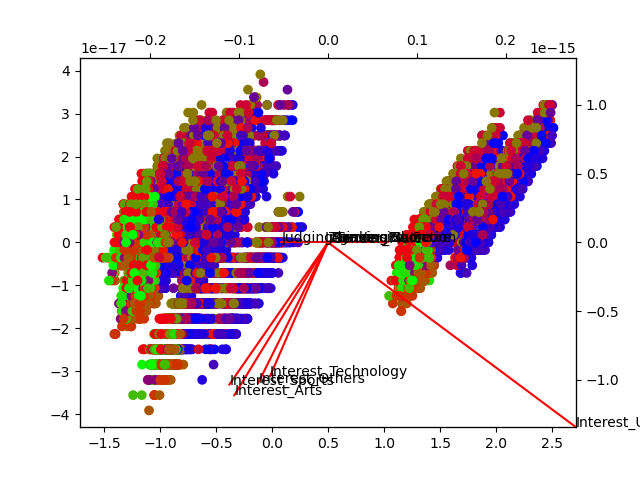 −0.2 −0.1 0.0 0.1 0.2
1e−17 1e−15
4
3
2
1
0
−1
−2
−3
−4
1.0
0.5
0.0
−0.5
−1.0
Interest_Technology
Interest_Others
Interest_Sports
Interest_Arts
Interest_U
−1.5 −1.0 −0.5 0.0 0.5 1.0 1.5 2.0 2.5